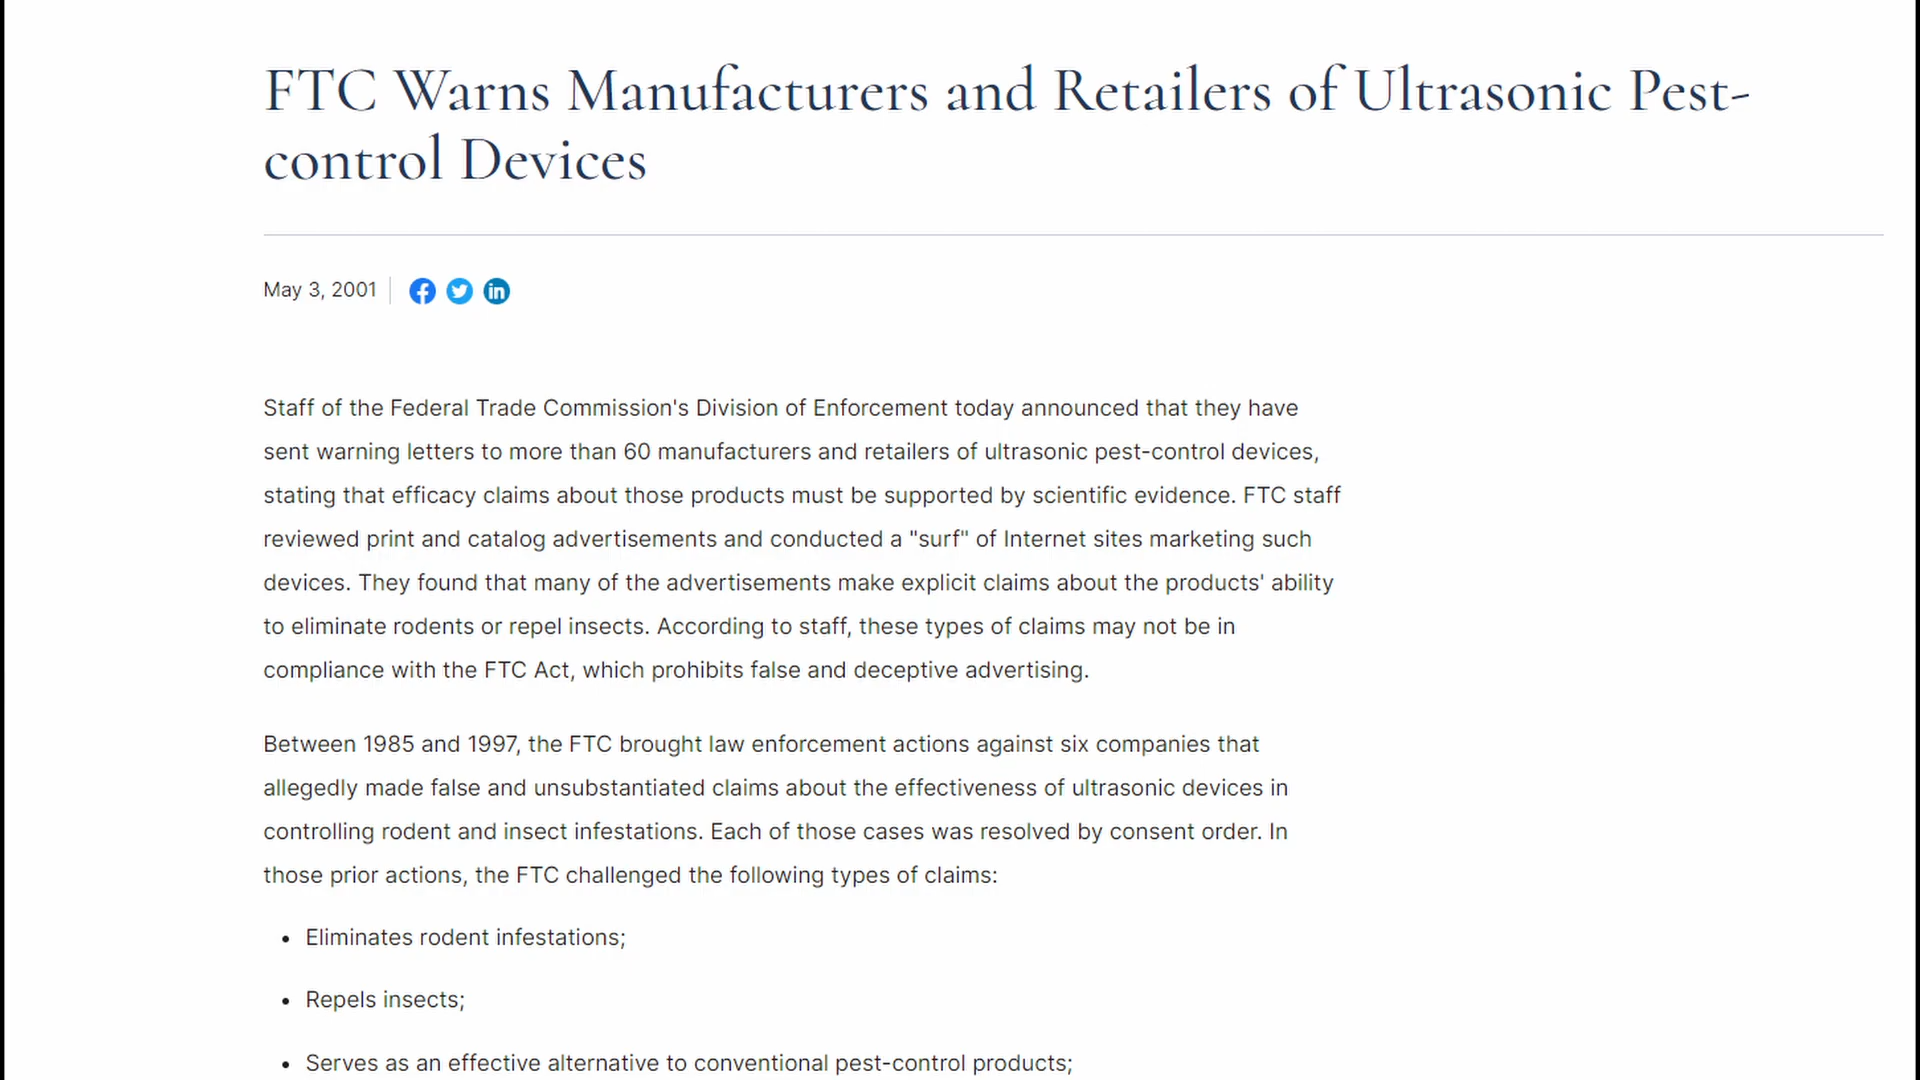 FTC Warns Manufacturers and Retailers of Ultrasonic Pest-
control Devices
May 3, 2001
Staff of the Federal Trade Commission's Division of Enforcement today announced that they have
sent warning letters to more than 60 manufacturers and retailers of ultrasonic pest-control devices,
stating that efficacy claims about those products must be supported by scientific evidence. FTC staff
reviewed print and catalog advertisements and conducted a "surf" of Internet sites marketing such
devices. They found that many of the advertisements make explicit claims about the products' ability
to eliminate rodents or repel insects. According to staff, these types of claims may not be in
compliance with the FTC Act, which prohibits false and deceptive advertising.
Between 1985 and 1997, the FTC brought law enforcement actions against six companies that
allegedly made false and unsubstantiated claims about the effectiveness of ultrasonic devices in
controlling rodent and insect infestations. Each of those cases was resolved by consent order. In
those prior actions, the FTC challenged the following types of claims:
• Eliminates rodent infestations;
• Repels insects;
• Serves as an effective alternative to conventional pest-control products;